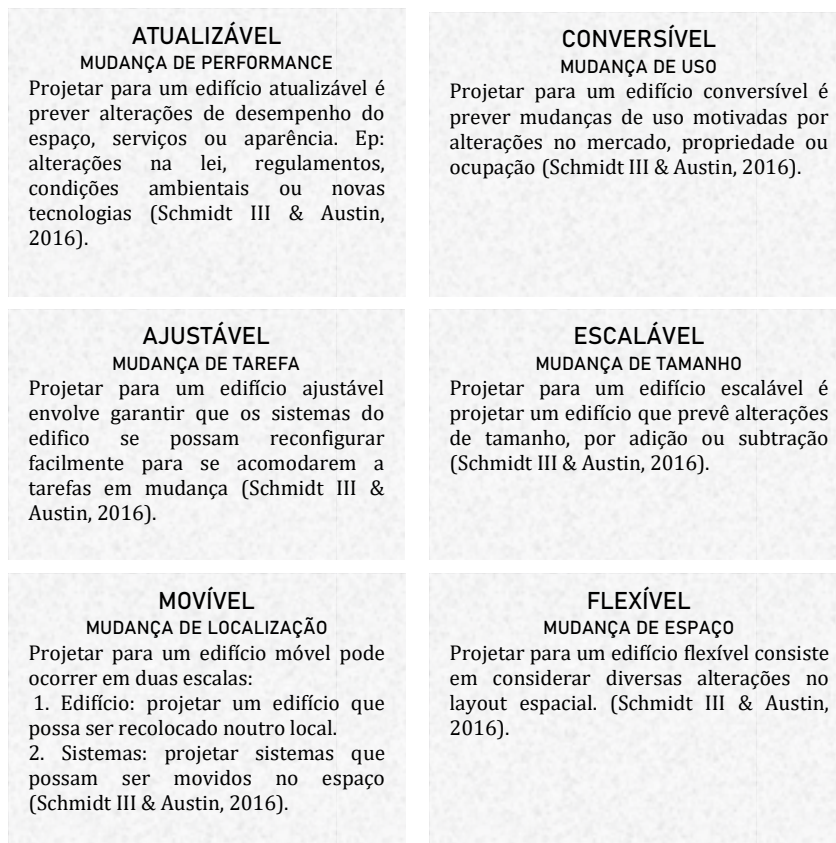 ATUALIZÁVEL
MUDANÇA DE PERFORMANCE
Projetar para um edifício atualizável é
prever alterações de desempenho do
espaço, serviços ou aparência. Ep:
alterações na lei, regulamentos,
condições ambientais ou novas
tecnologias (Schmidt III & Austin,
2016).
CONVERSÍVEL
MUDANÇA DE USO
Projetar para um edifício conversível é
prever mudanças de uso motivadas por
alterações no mercado, propriedade ou
ocupação (Schmidt III & Austin, 2016).
AJUSTÁVEL
MUDANÇA DE TAREFA
Projetar para um edifício ajustável
envolve garantir que os sistemas do
edifico se possam reconfigurar
facilmente para se acomodarem a
tarefas em mudança (Schmidt III &
Austin, 2016).
ESCALÁVEL
MUDANÇA DE TAMANHO
Projetar para um edifício escalável é
projetar um edifício que prevê alterações
de tamanho, por adição ou subtração
(Schmidt III & Austin, 2016).
MOVÍVEL
MUDANÇA DE LOCALIZAÇÃO
Projetar para um edifício móvel pode
ocorrer em duas escalas:
1. Edifício: projetar um edifício que
possa ser recolocado noutro local.
2. Sistemas: projetar sistemas que
possam ser movidos no espaço
(Schmidt III & Austin, 2016).
FLEXÍVEL
MUDANÇA DE ESPAÇO
Projetar para um edifício flexível consiste
em considerar diversas alterações no
layout espacial. (Schmidt III & Austin,
2016).